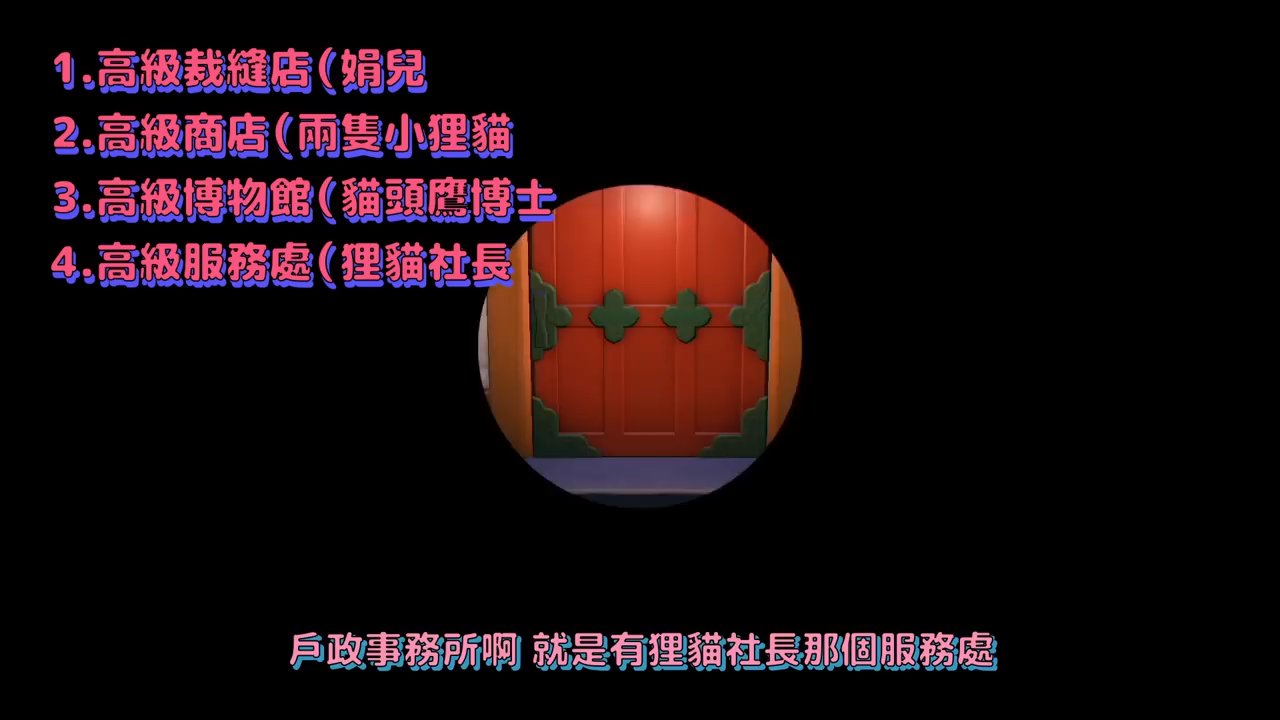 1.高級裁縫店(娟兒
2.高級商店(兩隻小狸貓
3.高級博物館(貓頭鷹博士
4.高級服務處(狸貓社長
戶政事務所啊 就是有狸貓社長那個服務處